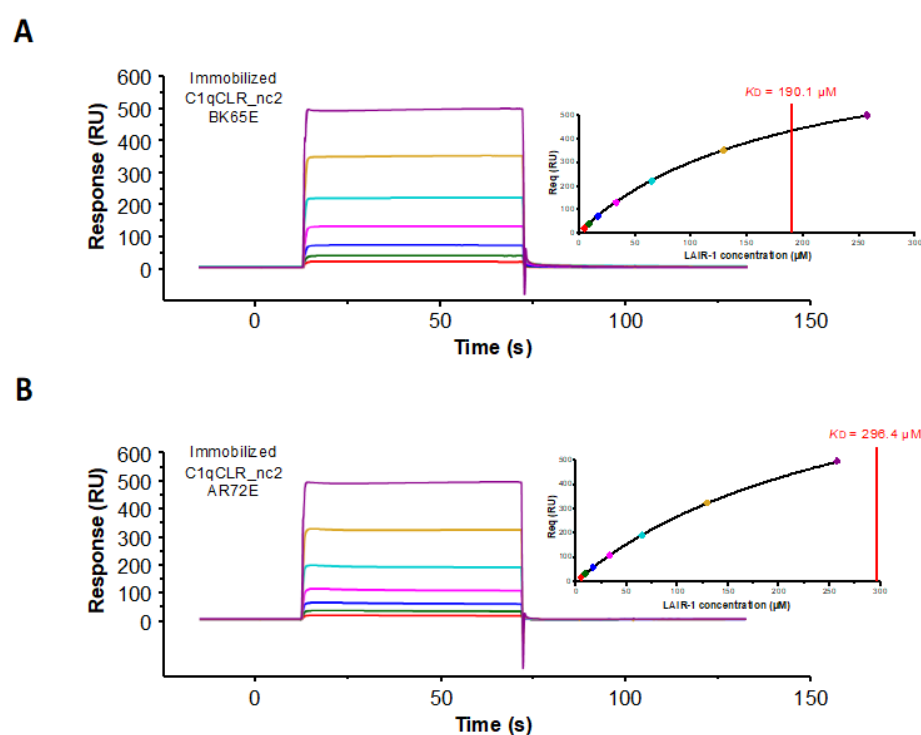 A
600
500
400
300
200
100
0
Response (RU)
Immobilized
C1qCLR_nc2
BK65E
KD = 190.1 µM
500
400
300
200
100
0
Req (RU)
0 50 100 150 200 250 300
LAIR-1 concentration (µM)
0 50 100 150
Time (s)
B
600
500
400
300
200
100
0
Response (RU)
Immobilized
C1qCLR_nc2
AR72E
KD = 296.4 µM
500
400
300
200
100
0
Req (RU)
0 50 100 150 200 250 300
LAIR-1 concentration (µM)
0 50 100 150
Time (s)